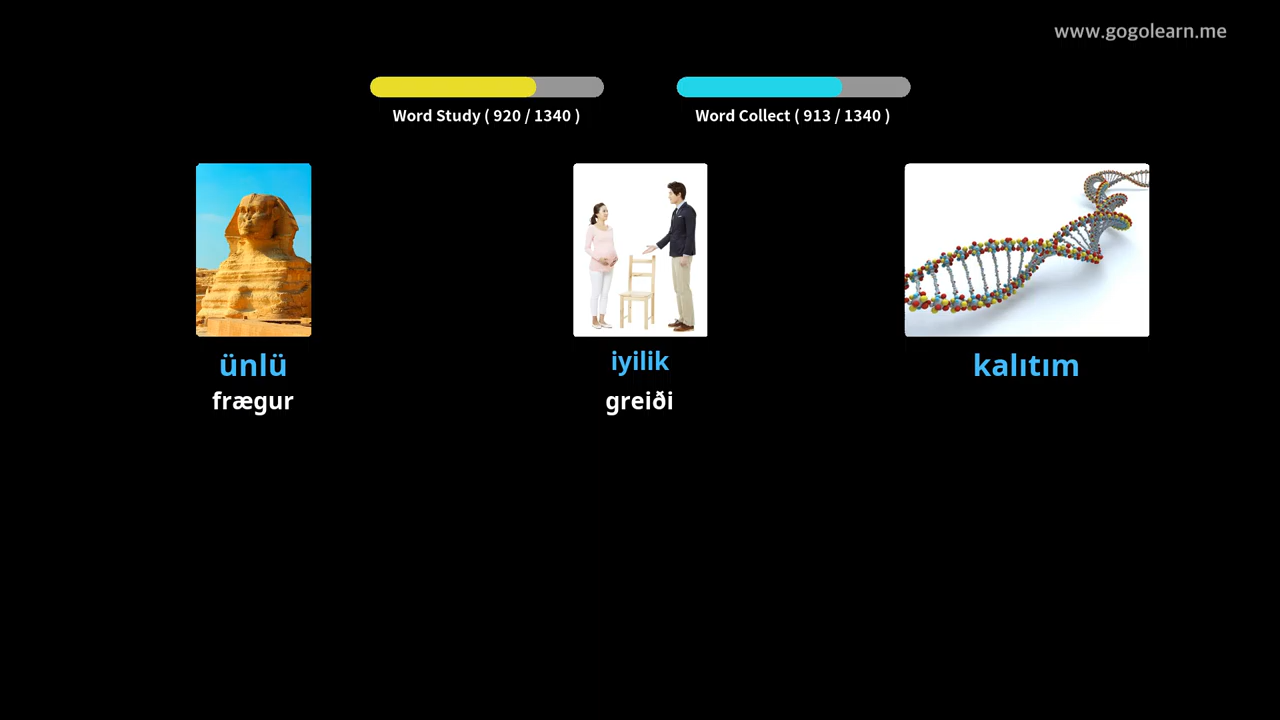 www.gogolearn.me
Word Study ( 920 / 1340 )
Word Collect ( 913 / 1340 )
ünlü
frægur
iyilik
greiði
kalıtım